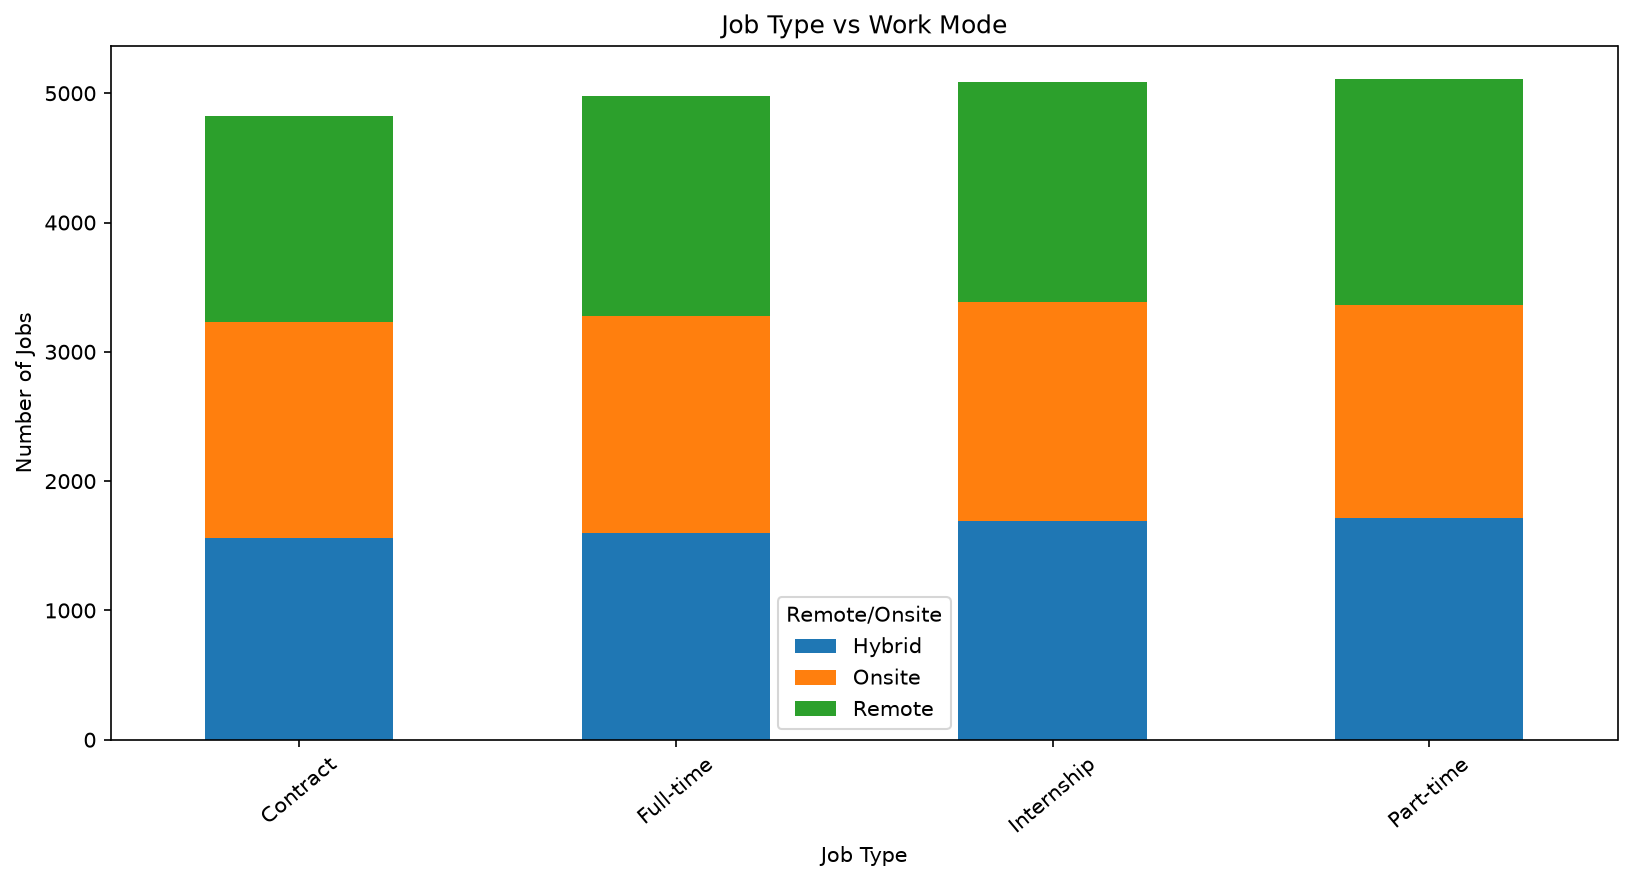 Job Type vs Work Mode
Number of Jobs
5000
4000
3000
2000
1000
0
Remote/Onsite
Hybrid
Onsite
Remote
Contract
Full-time
Internship
Part-time
Job Type